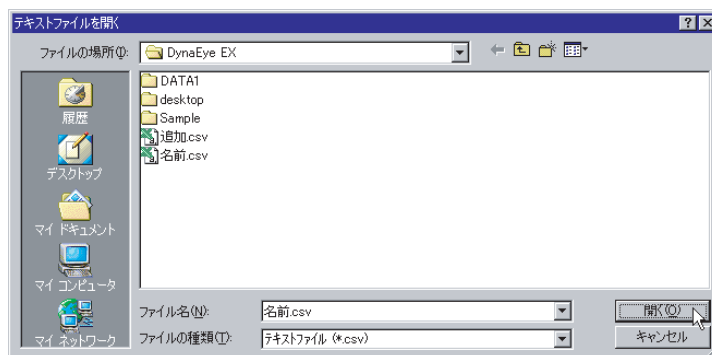 テキストファイルを開く
ファイルの場所(I):
DynaEye EX
履歴
デスクトップ
マイ ドキュメント
マイ コンピュータ
マイ ネットワーク
DATA1
desktop
Sample
追加.csv
名前.csv
ファイル名(N):
名前.csv
開く(O)
ファイルの種類(T):
テキストファイル (*.csv)
キャンセル